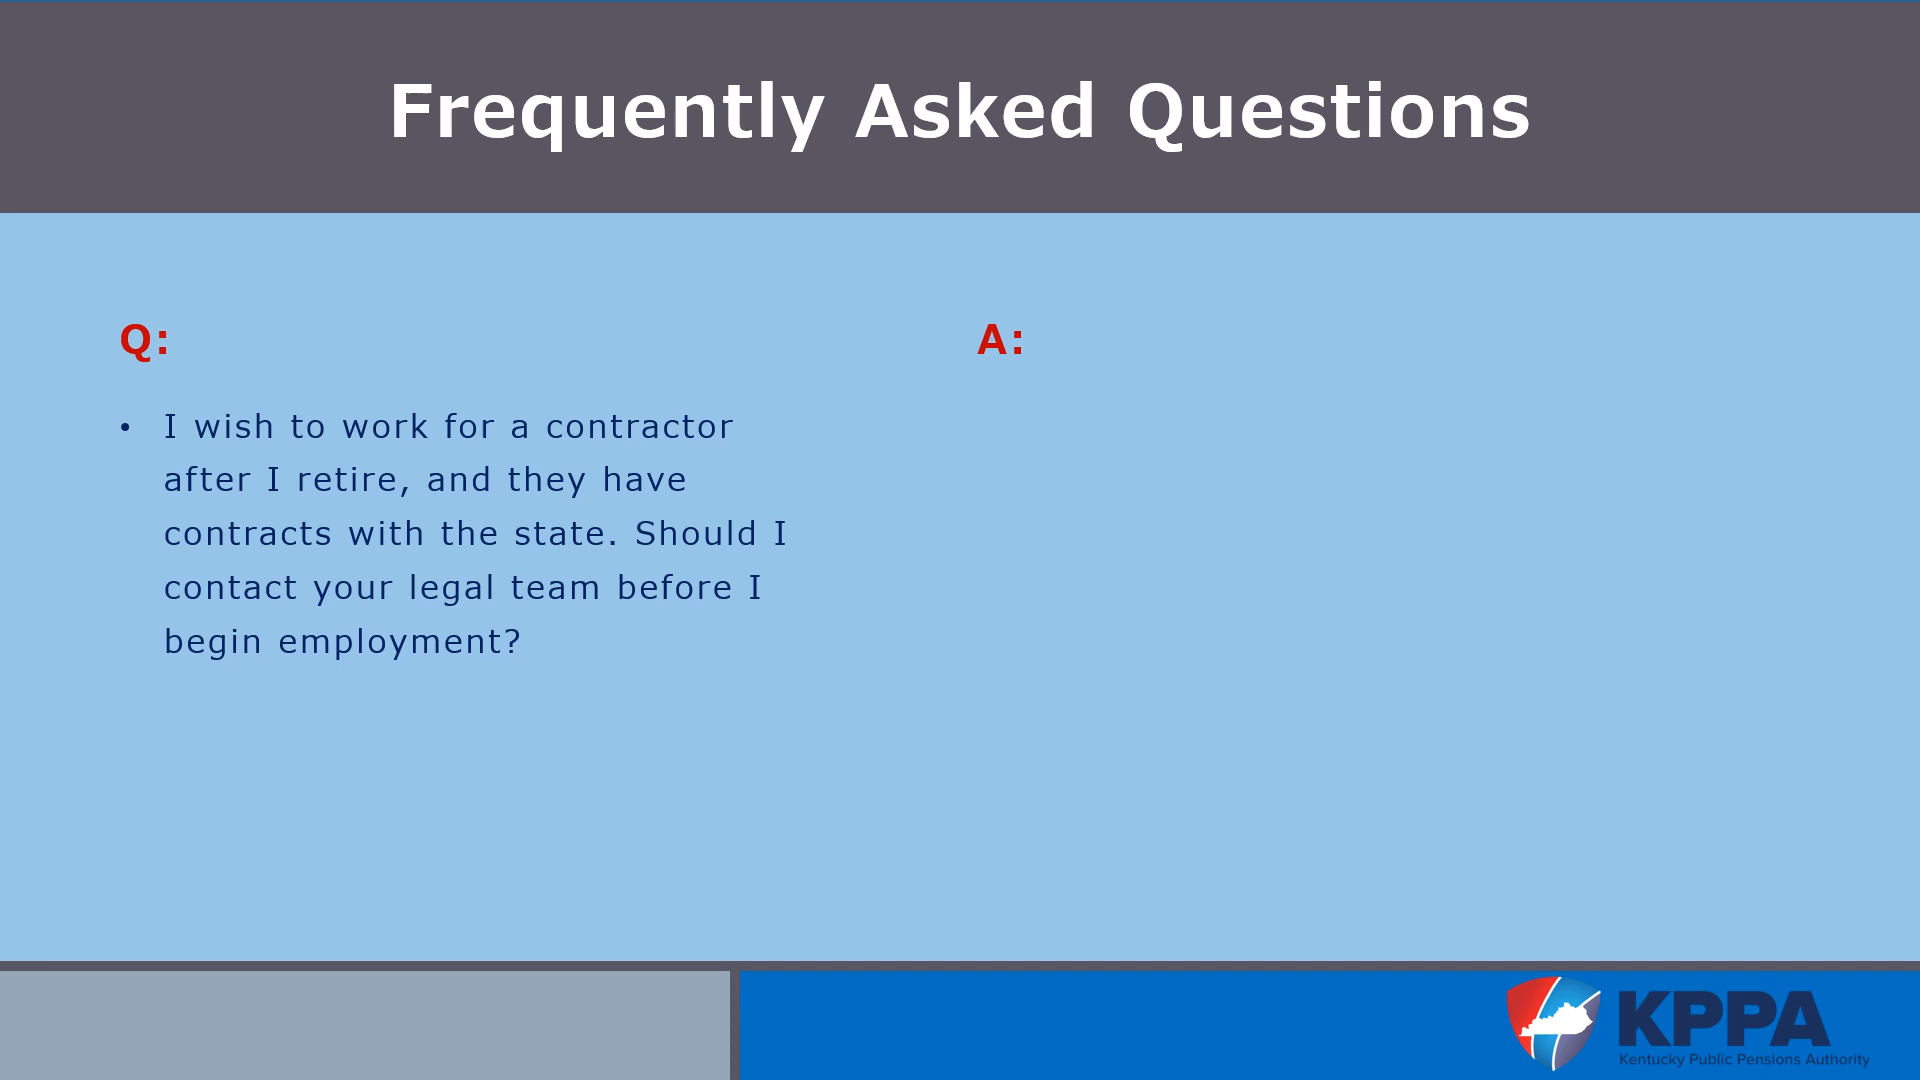 Frequently Asked Questions
Q:
• I wish to work for a contractor
after I retire, and they have
contracts with the state. Should I
contact your legal team before I
begin employment?
A:
KPPA
Kentucky Public Pensions Authority